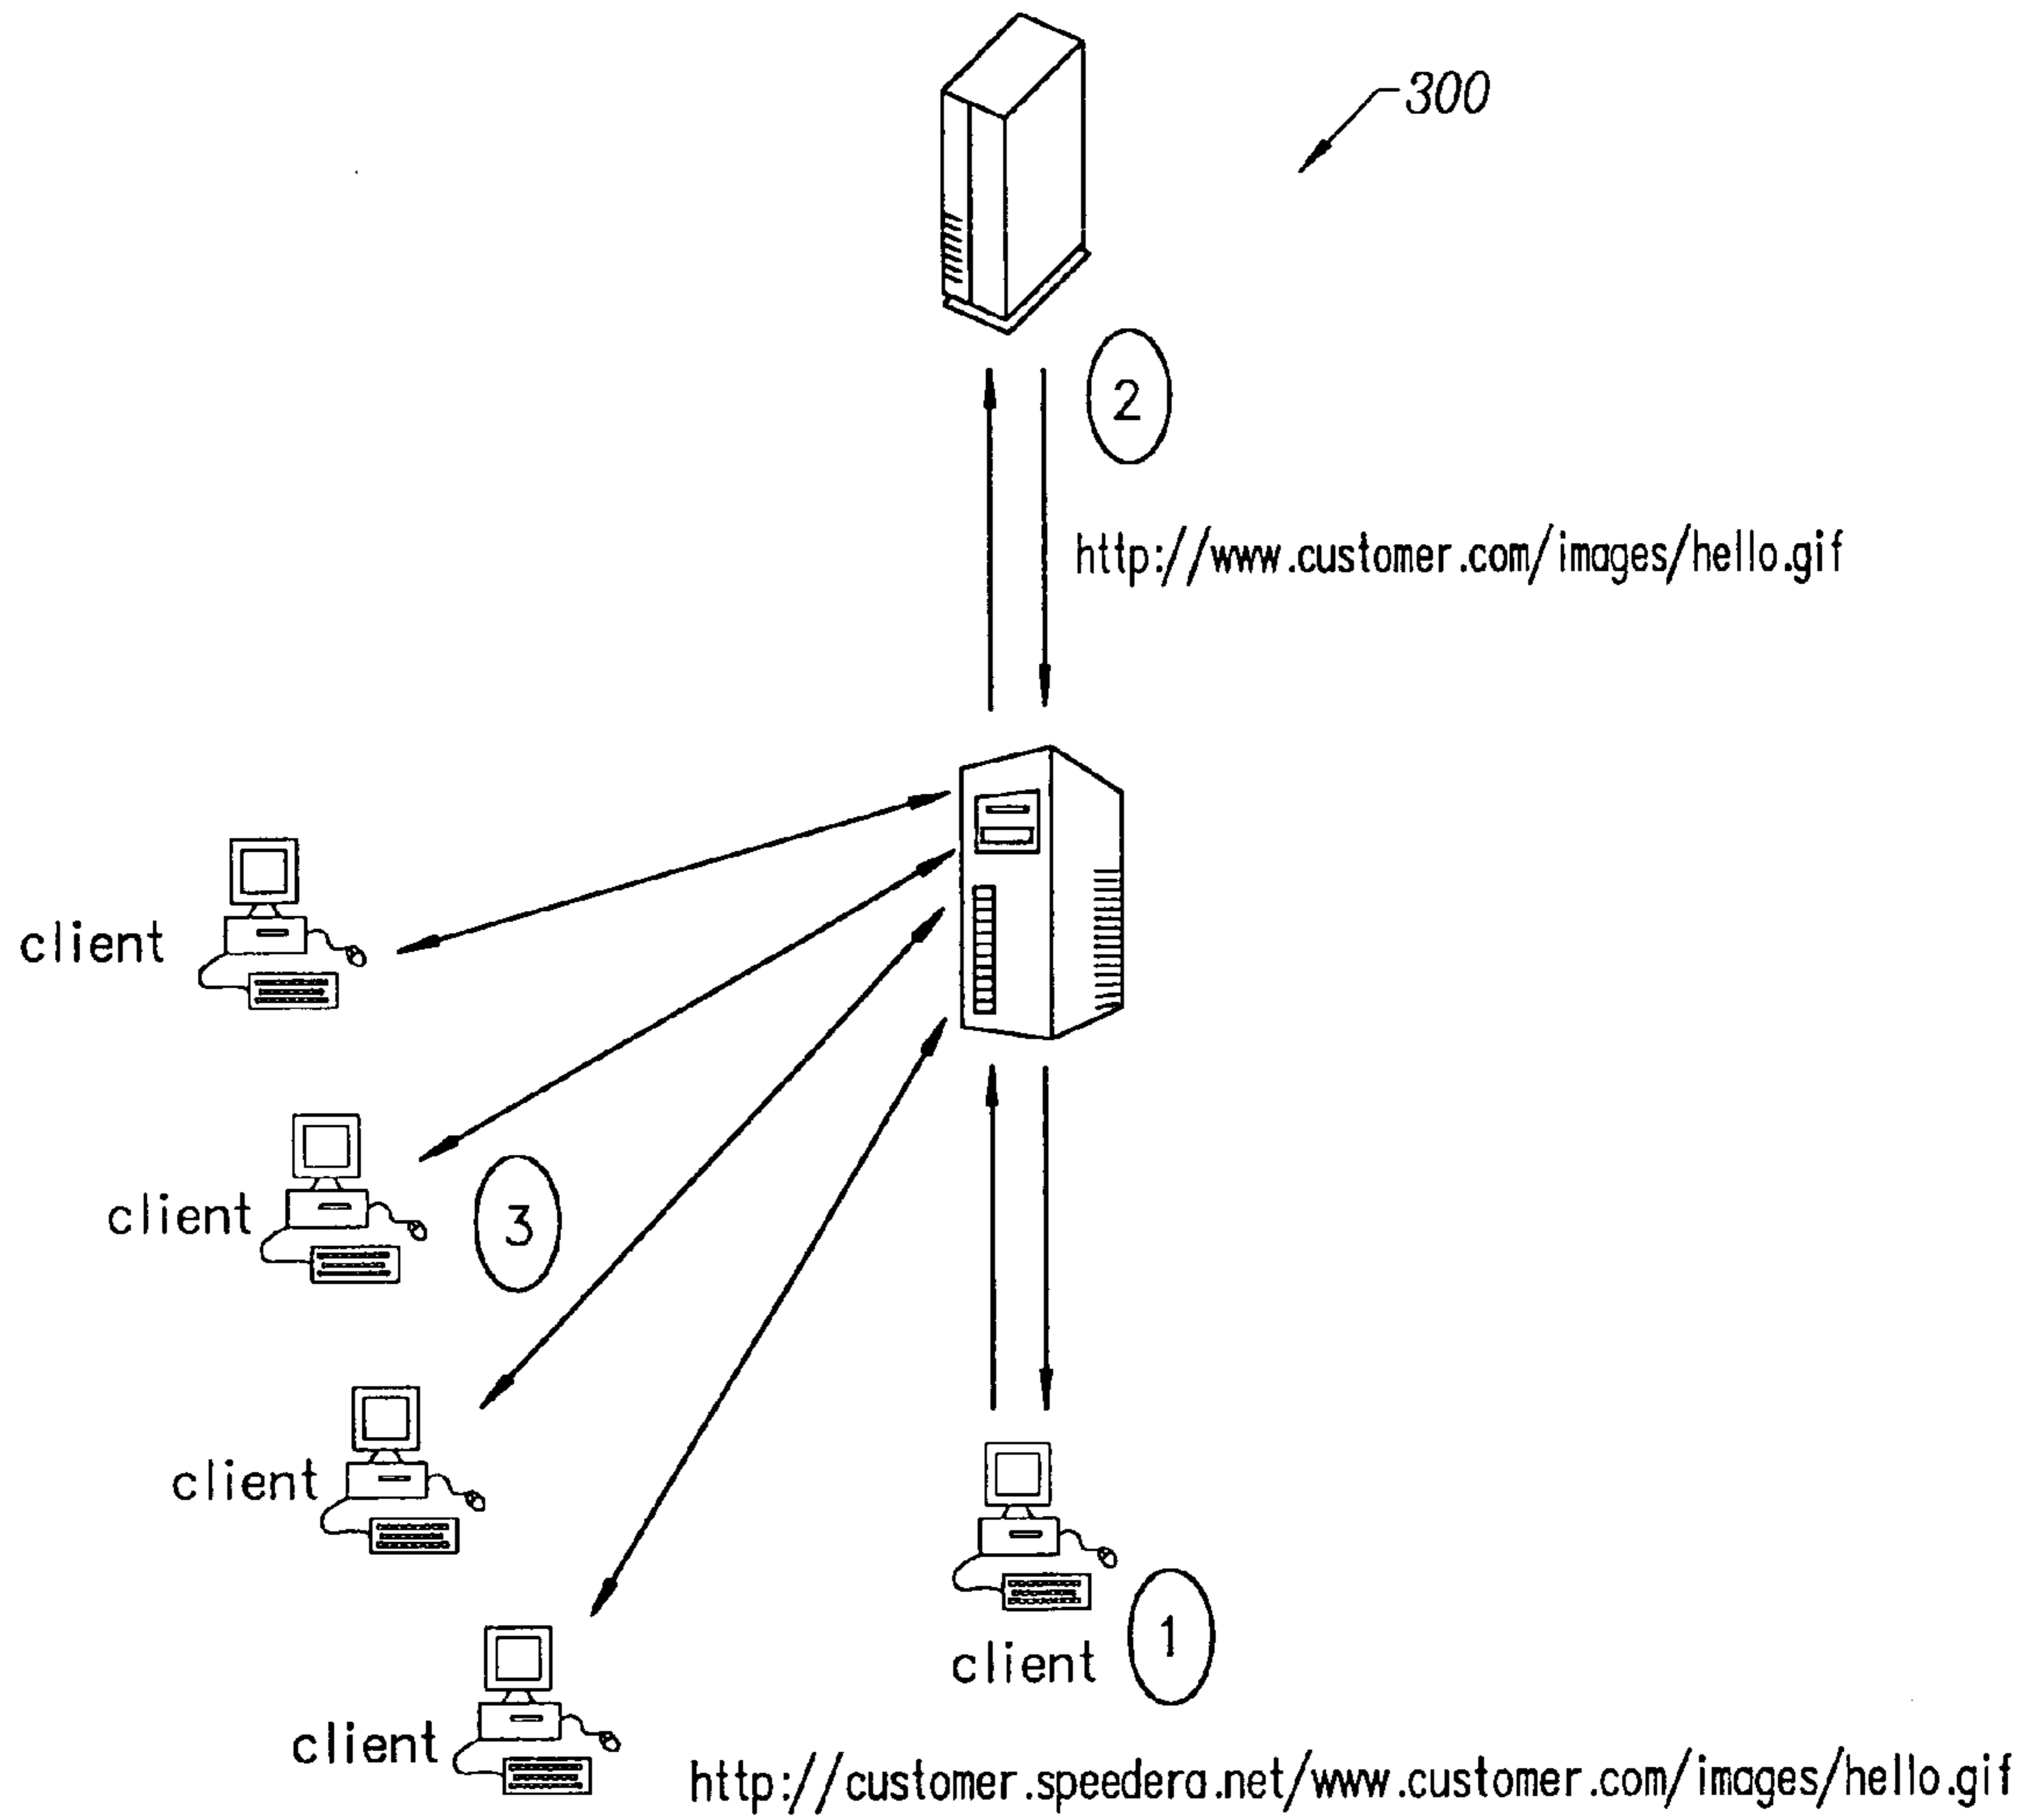 300
2
http://www.customer.com/images/hello.gif
client
client
3
client
client
1
client
http://customer.speedera.net/www.customer.com/images/hello.gif